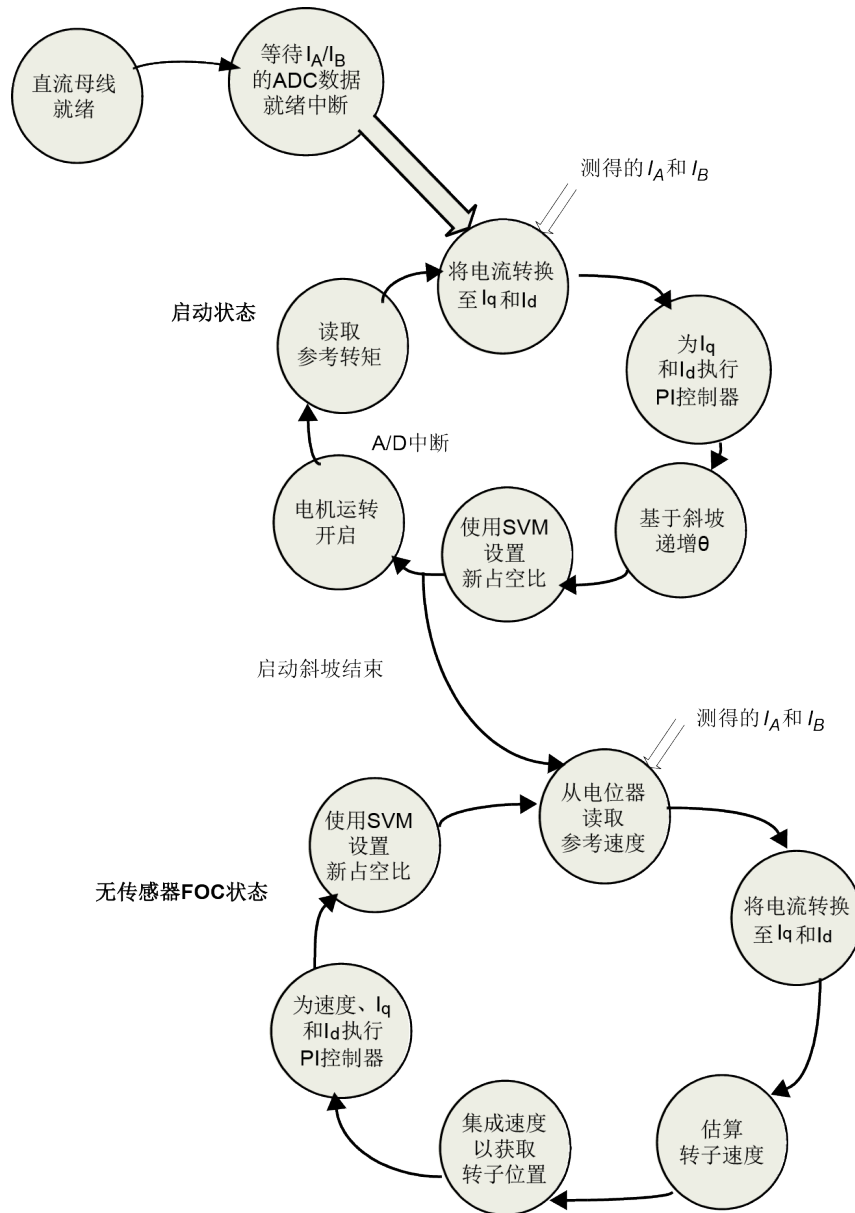 直流母线
就绪
等待IA/IB
的ADC数据
就绪中断
测得的 IA和 IB
将电流转换
至Iq和Id
启动状态
读取
参考转矩
为Iq
和Id执行
PI控制器
A/D中断
电机运转
开启
使用SVM
设置
新占空比
基于斜坡
递增θ
启动斜坡结束
测得的 IA和 IB
从电位器
读取
参考速度
使用SVM
设置
新占空比
无传感器FOC状态
将电流转换
至Iq和Id
为速度、Iq
和Id执行
PI控制器
集成速度
以获取
转子位置
估算
转子速度